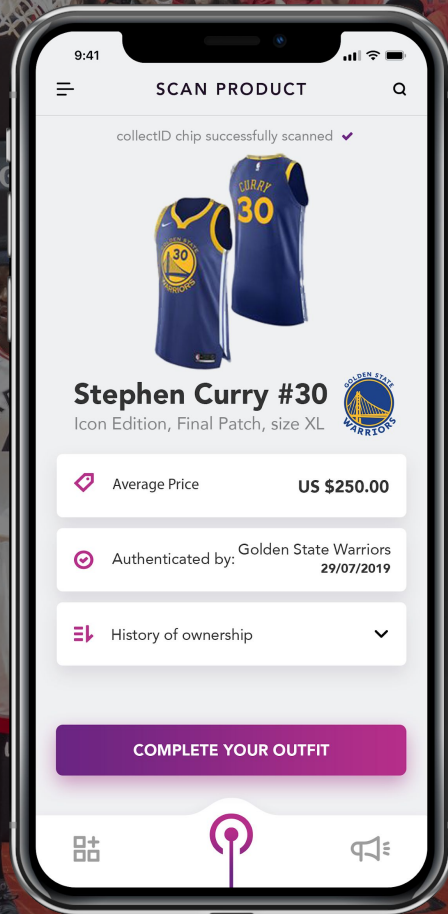 9:41
SCAN PRODUCT
collectID chip successfully scanned
CURRY
30
GOLDEN STATE
30
WARRIORS
Stephen Curry #30
Icon Edition, Final Patch, size XL
GOLDEN STATE
WARRIORS
Average Price
US $250.00
Authenticated by:
Golden State Warriors
29/07/2019
History of ownership
COMPLETE YOUR OUTFIT